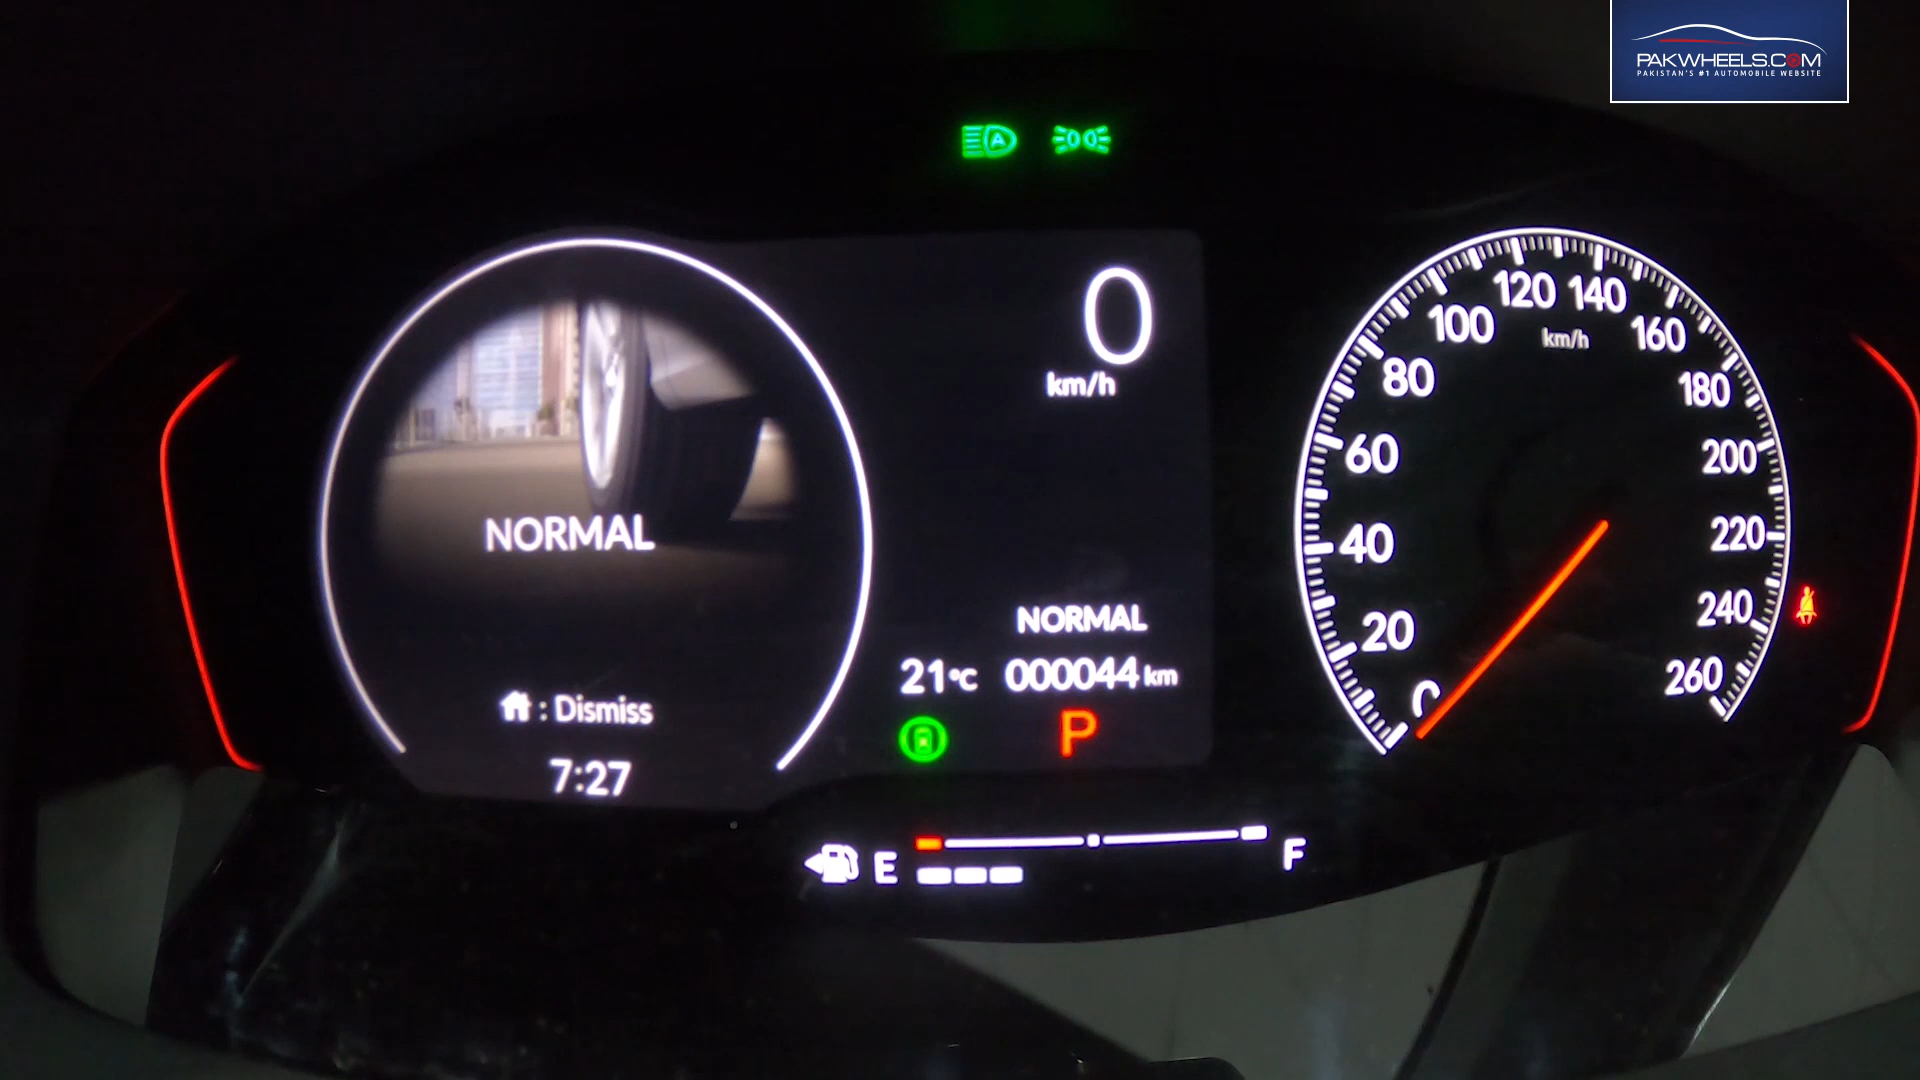 PAKWHEELS.COM
PAKISTAN'S #1 AUTOMOBILE WEBSITE
A
0
km/h
NORMAL
: Dismiss
7:27
NORMAL
21°C 000044 km
P
E F
0
20
40
60
80
100
120
140
160
180
200
220
240
260
km/h